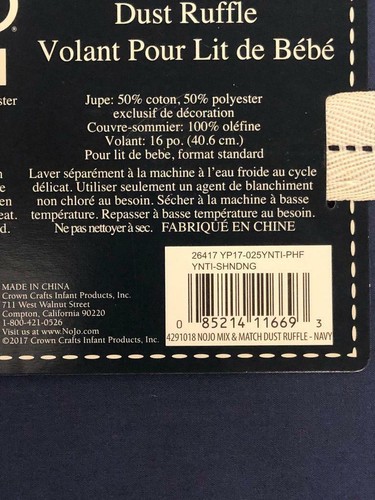 Dust Ruffle
Volant Pour Lit de Bébé
ster
Jupe: 50% coton, 50% polyester
exclusif de décoration
Couvre-sommier: 100% oléfine
Volant: 16 po. (40.6 cm.)
Pour lit de bebe, format standard
Laver séparément à la machine à l'eau froide au cycle
délicat. Utiliser seulement un agent de blanchiment
non chloré au besoin. Sécher à la machine à basse
température. Repasser à basse température au besoin.
Ne pas nettoyer à sec. FABRIQUÉ EN CHINE
n
en
eat.
d.
MADE IN CHINA
Crown Crafts Infant Products, Inc.
711 West Walnut Street
Compton, California 90220
1-800-421-0526
Visit us at www.NoJo.com
©2017 Crown Crafts Infant Products, Inc.
26417 YP17-025YNTI-PHF
YNTI-SHNDNG
0 85214 11669 3
4291018 NOJO MIX & MATCH DUST RUFFLE - NAVY